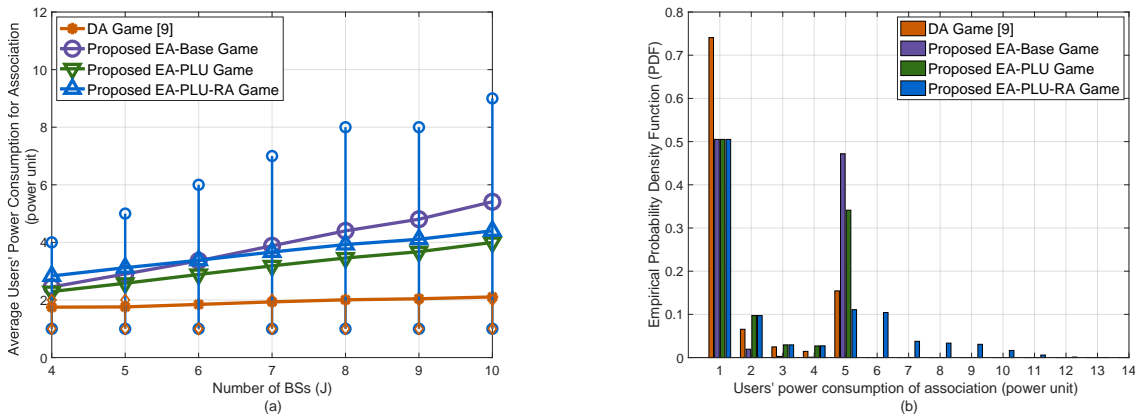 12
10
8
6
4
2
0
Average Users' Power Consumption for Association
(power unit)
DA Game [9]
Proposed EA-Base Game
Proposed EA-PLU Game
Proposed EA-PLU-RA Game
4 5 6 7 8 9 10
Number of BSs (J)
(a)
0.8
0.7
0.6
0.5
0.4
0.3
0.2
0.1
0
Empirical Probability Density Function (PDF)
DA Game [9]
Proposed EA-Base Game
Proposed EA-PLU Game
Proposed EA-PLU-RA Game
1 2 3 4 5 6 7 8 9 10 11 12 13 14
Users' power consumption of association (power unit)
(b)